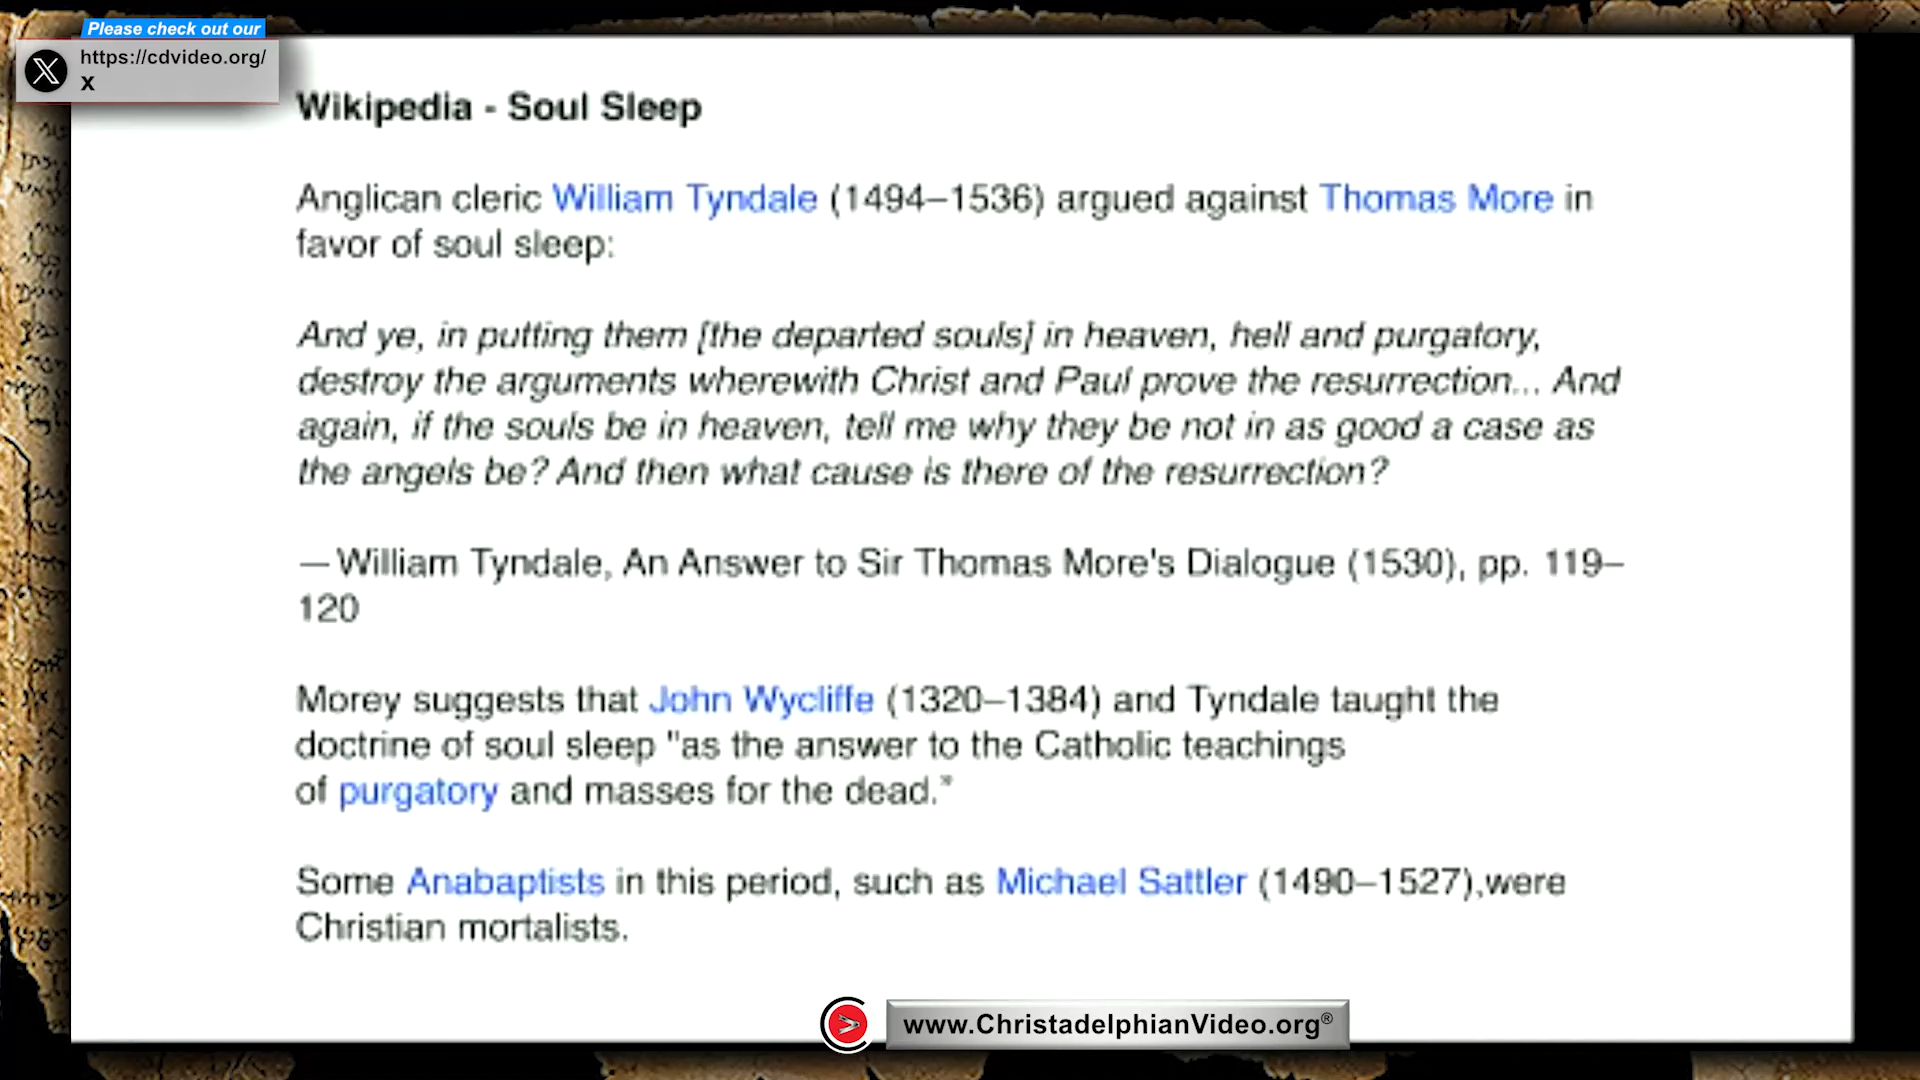 Please check out our
https://cdvideo.org/
X
Wikipedia - Soul Sleep
Anglican cleric William Tyndale (1494–1536) argued against Thomas More in
favor of soul sleep:
And ye, in putting them [the departed souls] in heaven, hell and purgatory,
destroy the arguments wherewith Christ and Paul prove the resurrection... And
again, if the souls be in heaven, tell me why they be not in as good a case as
the angels be? And then what cause is there of the resurrection?
— William Tyndale, An Answer to Sir Thomas More's Dialogue (1530), pp. 119–
120
Morey suggests that John Wycliffe (1320–1384) and Tyndale taught the
doctrine of soul sleep "as the answer to the Catholic teachings
of purgatory and masses for the dead."
Some Anabaptists in this period, such as Michael Sattler (1490–1527),were
Christian mortalists.
www.ChristadelphianVideo.org®